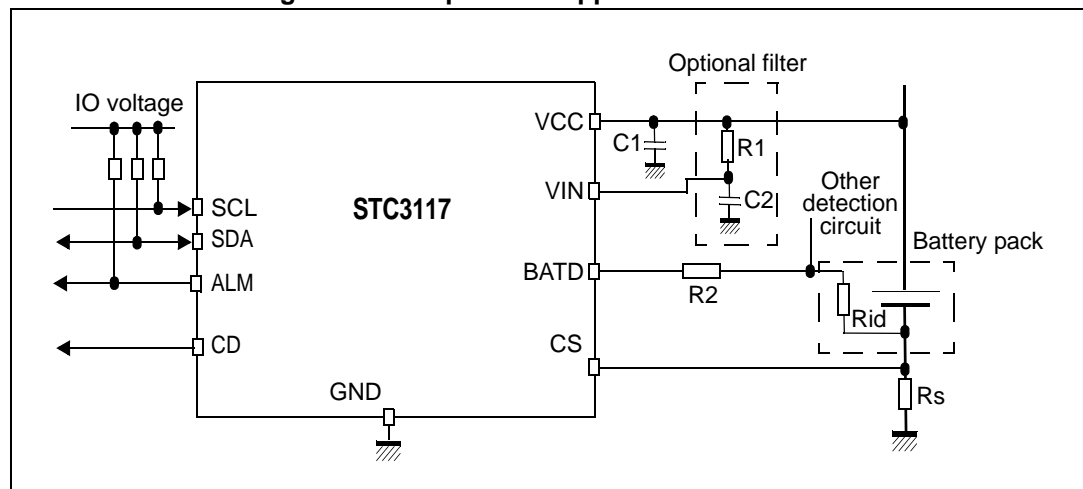 Optional filter
IO voltage
VCC
C1
R1
VIN
C2
Other
detection
circuit
STC3117
SCL
SDA
Battery pack
BATD
ALM
R2
Rid
CD
CS
GND
Rs